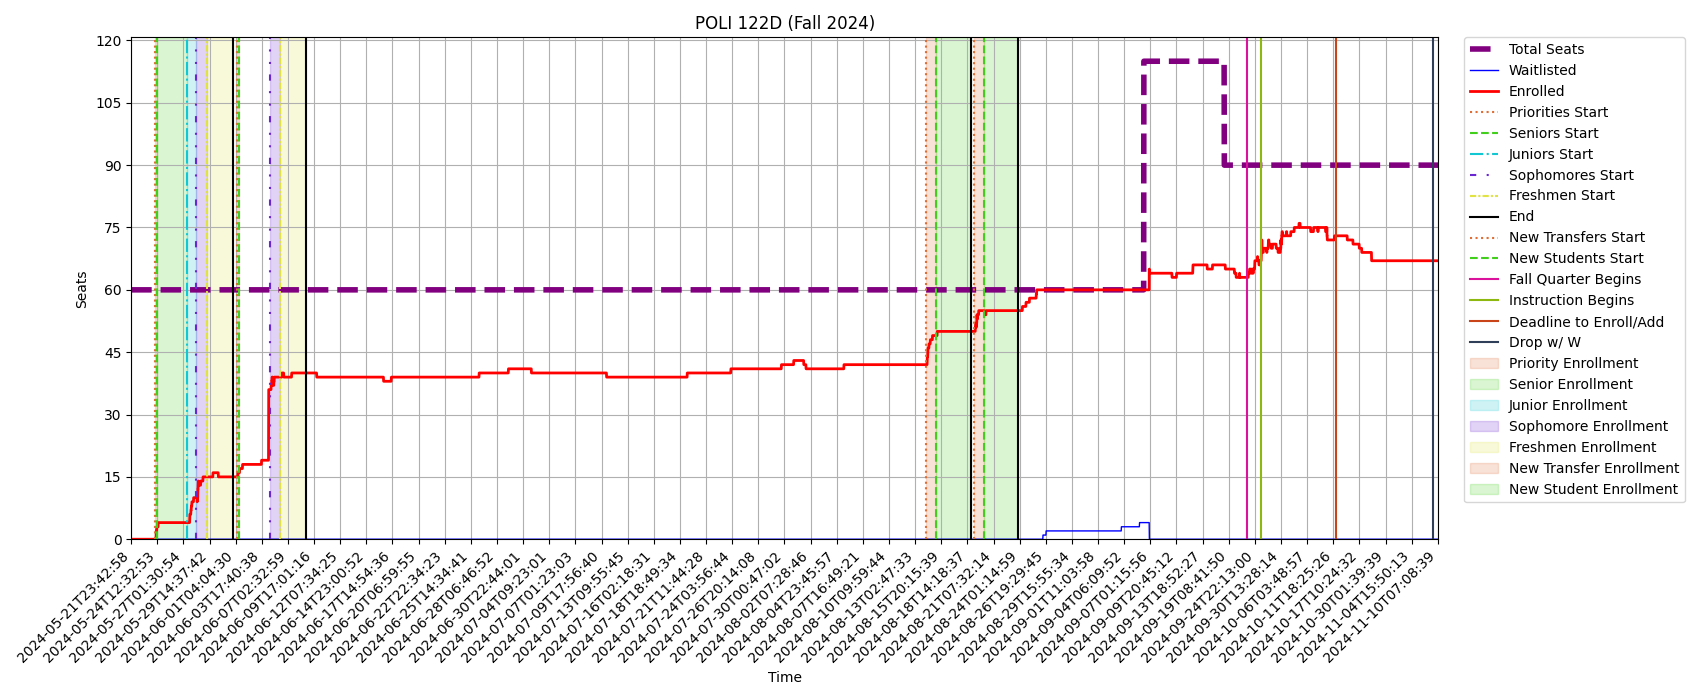 POLI 122D (Fall 2024)
120
105
90
75
60
45
30
15
0
Seats
Total Seats
Waitlisted
Enrolled
Priorities Start
Seniors Start
Juniors Start
Sophomores Start
Freshmen Start
End
New Transfers Start
New Students Start
Fall Quarter Begins
Instruction Begins
Deadline to Enroll/Add
Drop w/ W
Priority Enrollment
Senior Enrollment
Junior Enrollment
Sophomore Enrollment
Freshmen Enrollment
New Transfer Enrollment
New Student Enrollment
2024-05-21T23:42:58
2024-05-24T12:32:53
2024-05-27T01:30:54
2024-05-29T14:37:42
2024-06-01T04:04:30
2024-06-03T17:40:38
2024-06-07T02:32:59
2024-06-09T17:01:16
2024-06-12T07:34:25
2024-06-14T23:00:52
2024-06-17T14:54:36
2024-06-20T06:59:55
2024-06-22T22:34:23
2024-06-25T14:34:41
2024-06-28T06:46:52
2024-06-30T22:44:01
2024-07-04T09:23:01
2024-07-07T01:23:03
2024-07-09T17:56:40
2024-07-13T09:55:45
2024-07-16T02:18:31
2024-07-18T18:49:34
2024-07-21T11:44:28
2024-07-24T03:56:44
2024-07-26T20:14:08
2024-07-30T00:47:02
2024-08-02T07:28:46
2024-08-04T23:45:57
2024-08-07T16:49:21
2024-08-10T09:59:44
2024-08-13T02:47:33
2024-08-15T20:15:39
2024-08-18T14:18:37
2024-08-21T07:32:14
2024-08-24T01:14:59
2024-08-26T19:29:45
2024-08-29T15:55:34
2024-09-01T11:03:58
2024-09-04T06:09:52
2024-09-07T01:15:56
2024-09-09T20:45:12
2024-09-13T18:52:27
2024-09-19T08:41:50
2024-09-24T22:13:00
2024-09-30T13:28:14
2024-10-06T03:48:57
2024-10-11T18:25:26
2024-10-17T10:24:32
2024-10-30T01:39:39
2024-11-04T15:50:13
2024-11-10T07:08:39
Time